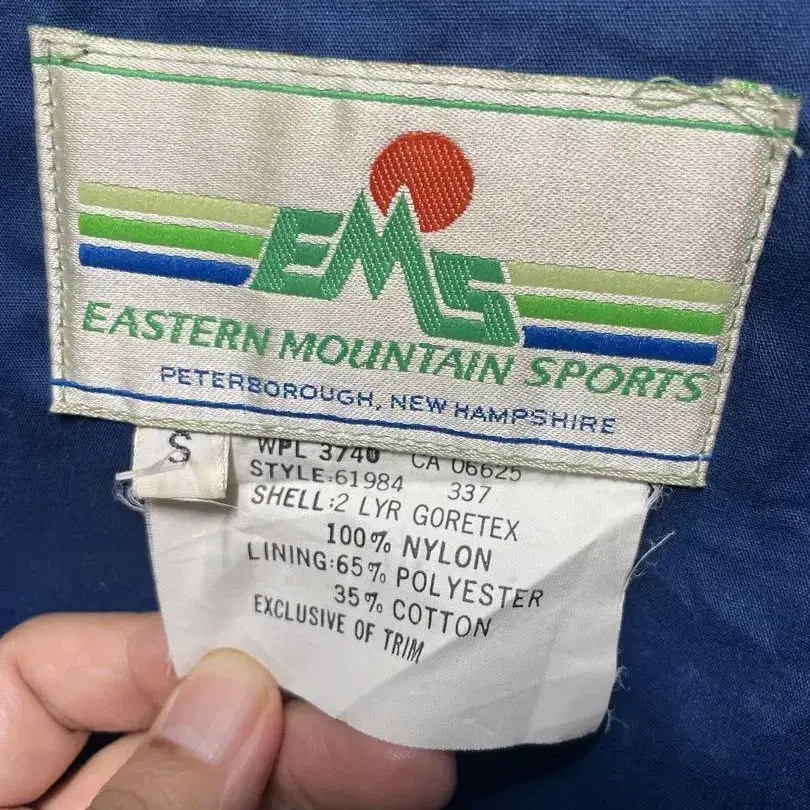 EMS
EASTERN MOUNTAIN SPORTS
PETERBOROUGH, NEW HAMPSHIRE
S
WPL 3740 CA 06625
STYLE:61984 337
SHELL:2 LYR GORETEX
100% NYLON
LINING:65% POLYESTER
35% COTTON
EXCLUSIVE OF TRIM